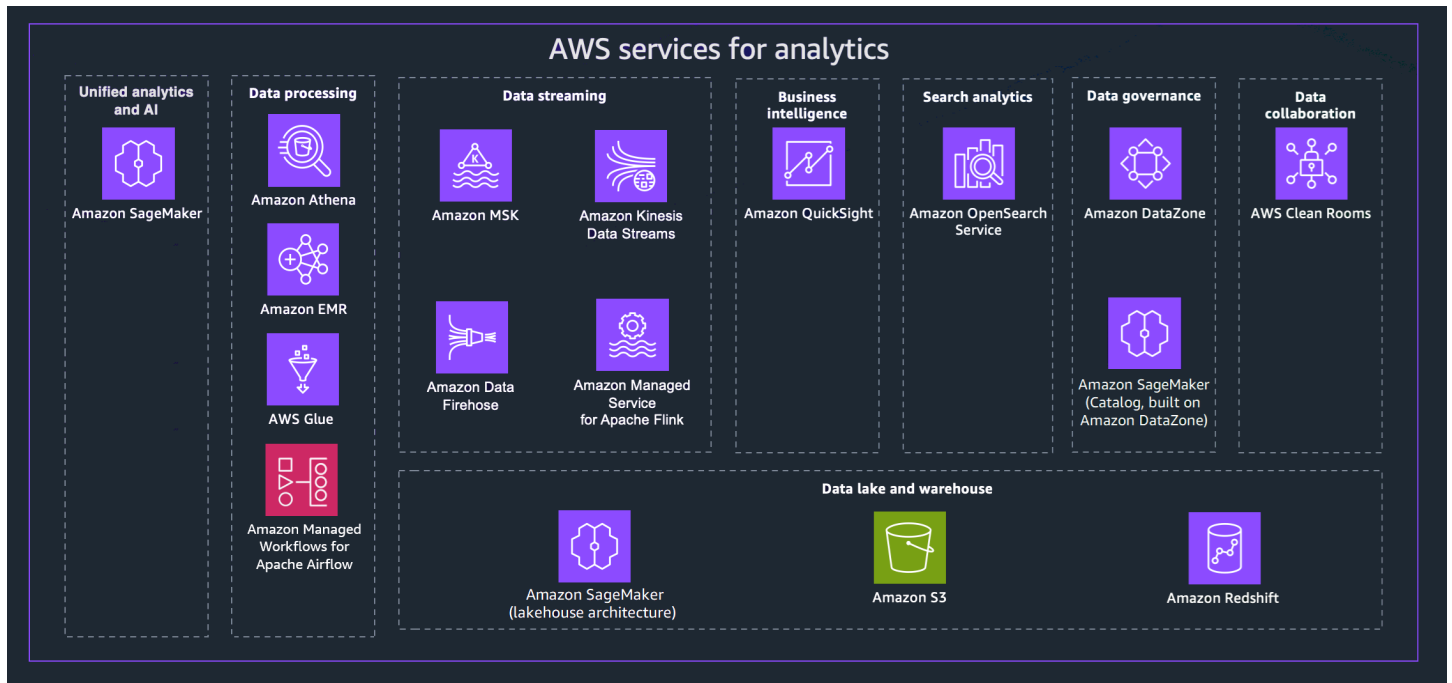 AWS services for analytics
Unified analytics
and AI
Amazon SageMaker
Data processing
Amazon Athena
Amazon EMR
AWS Glue
Amazon Managed
Workflows for
Apache Airflow
Data streaming
K
Amazon MSK
Amazon Kinesis
Data Streams
Amazon Data
Firehose
Amazon Managed
Service
for Apache Flink
Business
intelligence
Amazon QuickSight
Search analytics
Amazon OpenSearch
Service
Data governance
Amazon DataZone
Amazon SageMaker
(Catalog, built on
Amazon DataZone)
Data
collaboration
AWS Clean Rooms
Data lake and warehouse
Amazon SageMaker
(lakehouse architecture)
Amazon S3
Amazon Redshift